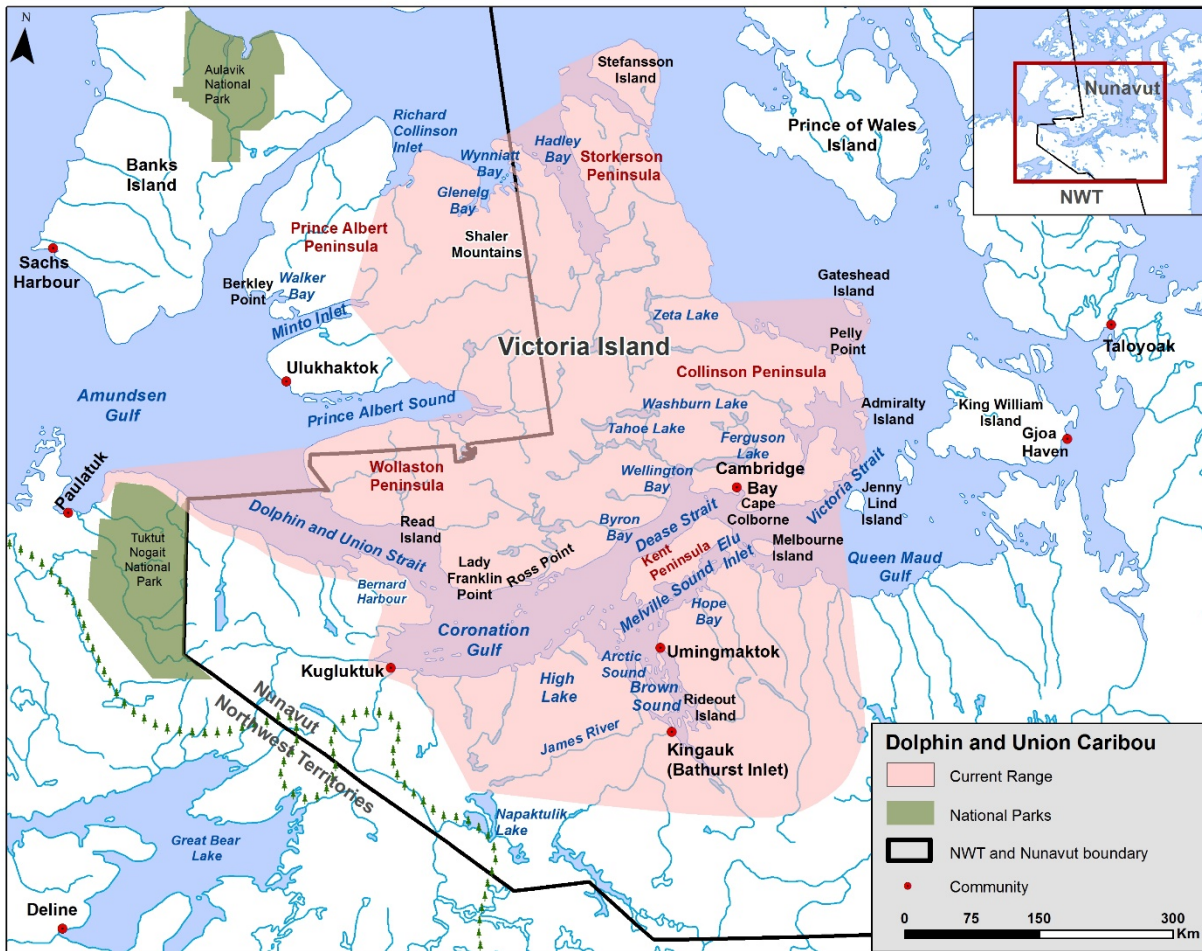 N
Aulavik
National
Park
Banks
Island
Sachs
Harbour
Richard
Collinson
Inlet
Wynniatt
Bay
Hadley
Bay
Stefansson
Island
Storkerson
Peninsula
Glenelg
Bay
Prince Albert
Peninsula
Shaler
Mountains
Prince of Wales
Island
Nunavut
NWT
Berkley
Point
Walker
Bay
Minto Inlet
Ulukhaktok
Victoria Island
Zeta Lake
Gateshead
Island
Pelly
Point
Taloyoak
Collinson Peninsula
Amundsen
Gulf
Prince Albert Sound
Washburn Lake
Tahoe Lake
Ferguson
Lake
Admiralty
Island
King William
Island
Gjoa
Haven
Paulatuk
Wollaston
Peninsula
Wellington
Bay
Cambridge
Bay
Cape
Colborne
Victoria Strait
Jenny
Lind
Island
Tuktut
Nogait
National
Park
Dolphin and Union Strait
Read
Island
Byron
Bay
Dease Strait
Melbourne
Island
Queen Maud
Gulf
Lady
Franklin
Point
Ross Point
Kent
Peninsula
Elu
Inlet
Melville Sound
Bernard
Harbour
Hope
Bay
Coronation
Gulf
Kugluktuk
Umingmaktok
Arctic
Sound
High
Lake
Brown
Sound
Rideout
Island
James River
Kingauk
(Bathurst Inlet)
Nunavut
Northwest Territories
Napaktulik
Lake
Great Bear
Lake
Deline
Dolphin and Union Caribou
Current Range
National Parks
NWT and Nunavut boundary
Community
0 75 150 300
Km